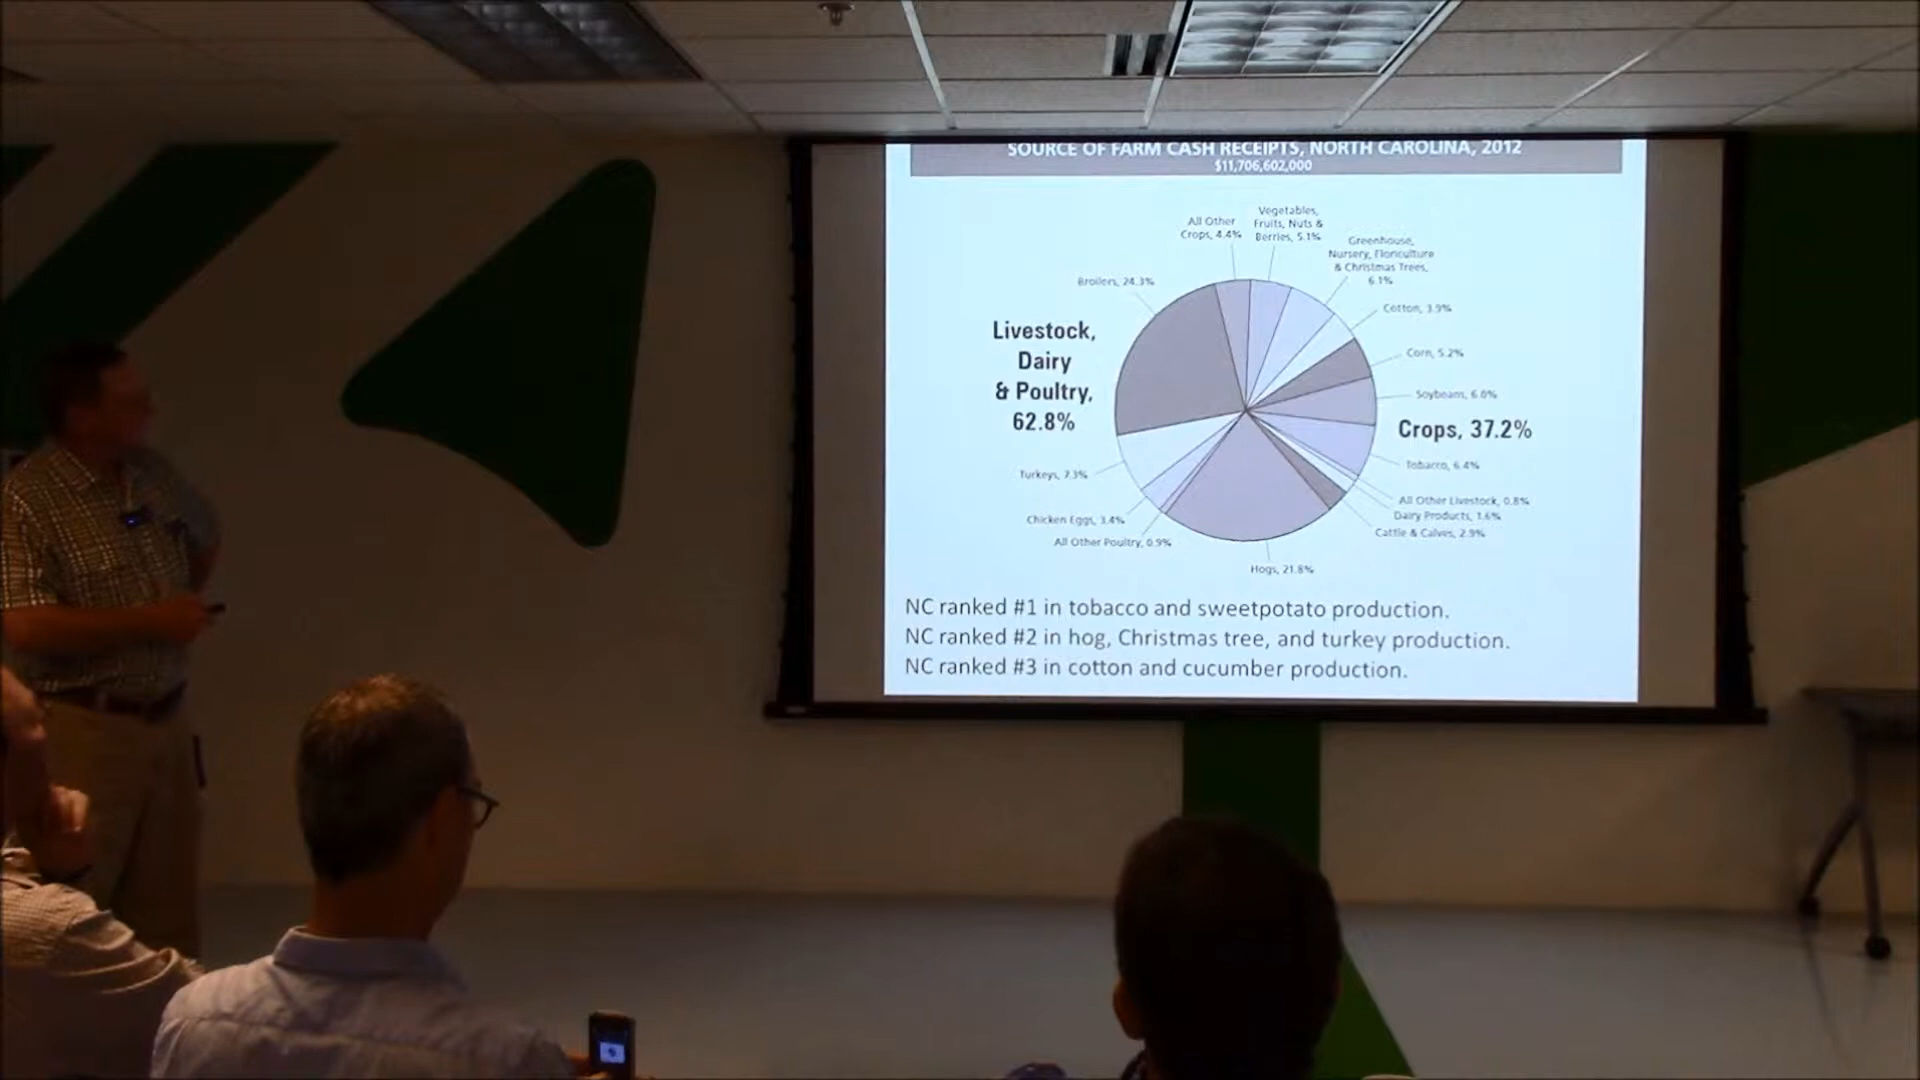 SOURCE OF FARM CASH RECEIPTS, NORTH CAROLINA, 2012
$11,706,602,000
All Other
Crops, 4.4%
Vegetables,
Fruits, Nuts &
Berries, 5.1%
Greenhouse,
Nursery, Floriculture
& Christmas Trees,
6.1%
Broilers, 24.3%
Cotton, 3.9%
Livestock,
Dairy
& Poultry,
62.8%
Corn, 5.2%
Soybeans, 6.0%
Crops, 37.2%
Tobacco, 6.4%
Turkeys, 7.3%
All Other Livestock, 0.8%
Dairy Products, 1.6%
Cattle & Calves, 2.9%
Chicken Eggs, 3.4%
All Other Poultry, 0.9%
Hogs, 21.8%
NC ranked #1 in tobacco and sweetpotato production.
NC ranked #2 in hog, Christmas tree, and turkey production.
NC ranked #3 in cotton and cucumber production.